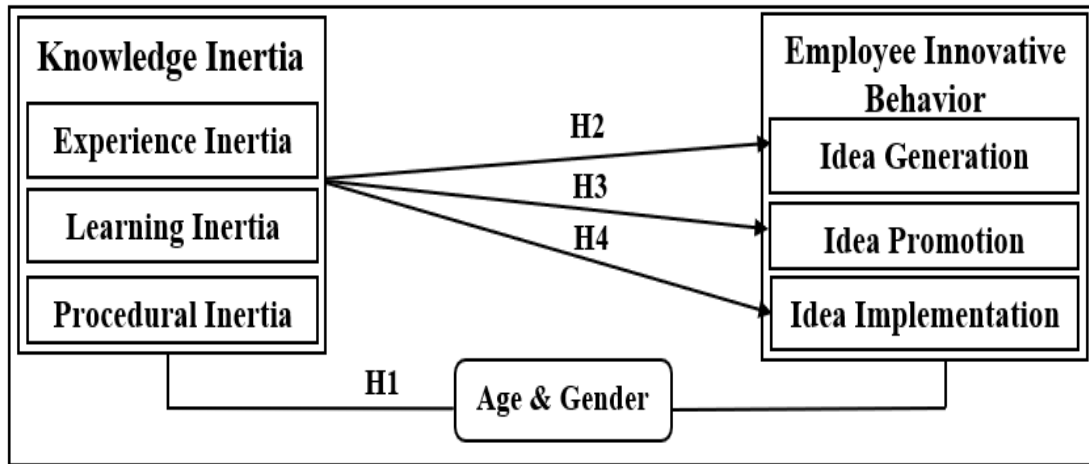 Knowledge Inertia
Experience Inertia
Learning Inertia
Procedural Inertia
H2
H3
H4
Employee Innovative
Behavior
Idea Generation
Idea Promotion
Idea Implementation
H1
Age & Gender